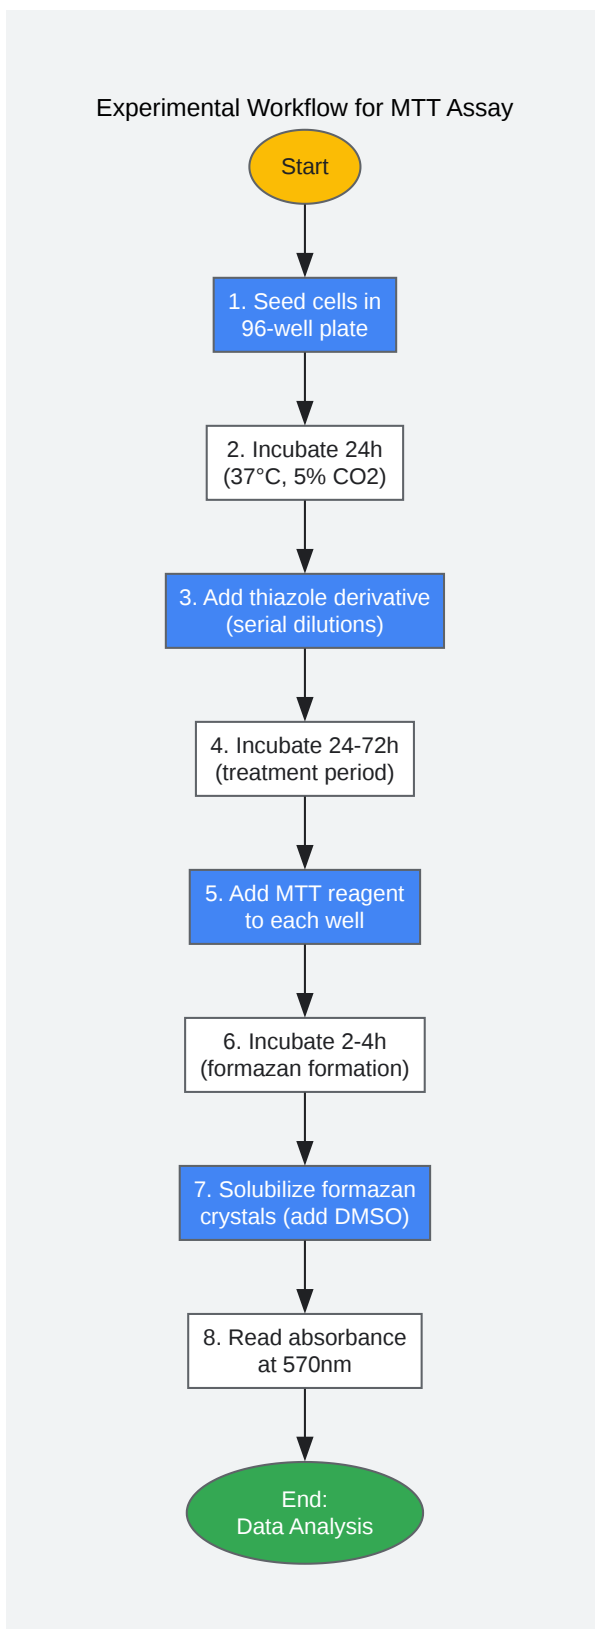 Experimental Workflow for MTT Assay
Start
1. Seed cells in
96-well plate
2. Incubate 24h
(37°C, 5% CO2)
3. Add thiazole derivative
(serial dilutions)
4. Incubate 24-72h
(treatment period)
5. Add MTT reagent
to each well
6. Incubate 2-4h
(formazan formation)
7. Solubilize formazan
crystals (add DMSO)
8. Read absorbance
at 570nm
End:
Data Analysis